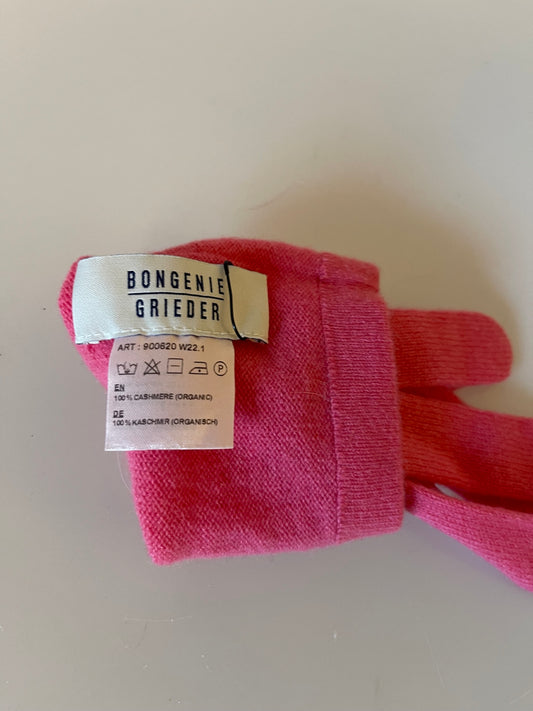 BONGENIE
GRIEDER
ART : 900620 W22.1
P
EN
100% CASHMERE (ORGANIC)
DE
100% KASCHMIR (ORGANISCH)